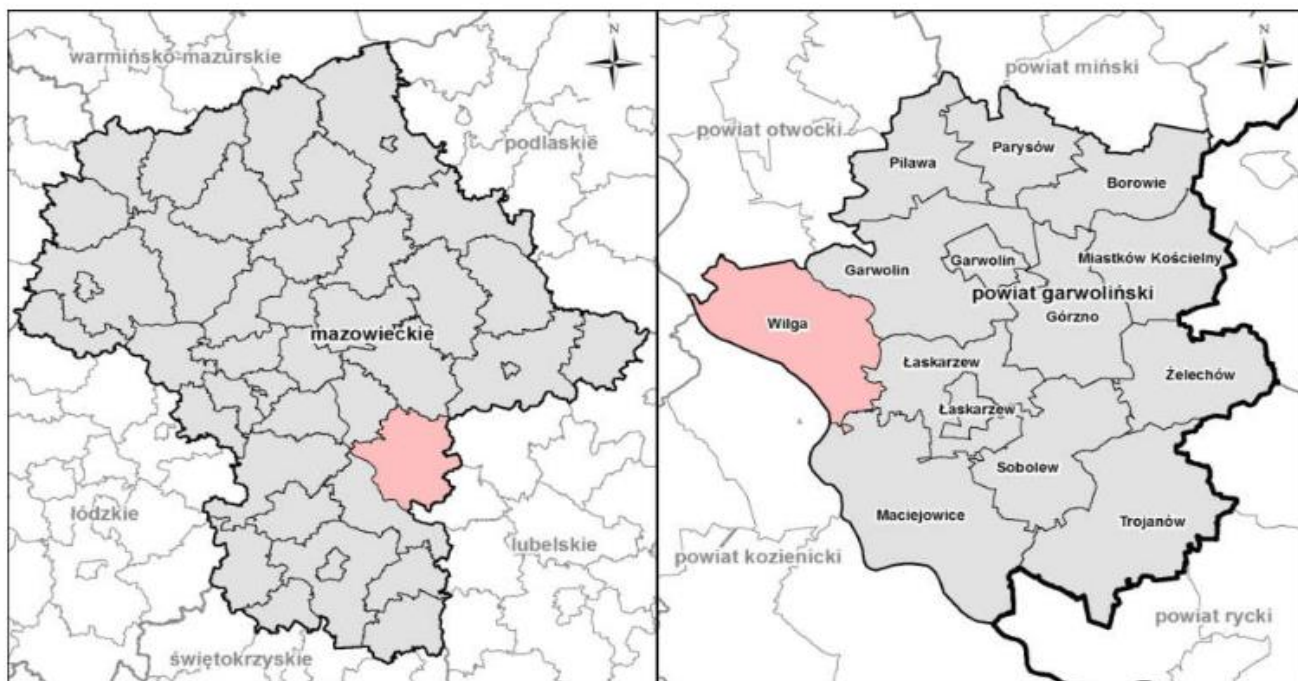 N
warmińsko-mazurskie
podlaskie
mazowieckie
łódzkie
lubelskie
świętokrzyskie
N
powiat miński
powiat otwocki
Parysów
Pilawa
Borowie
Garwolin
Garwolin
Miastków Kościelny
powiat garwoliński
Górzno
Wilga
Łaskarzew
Żelechów
Łaskarzew
Sobolew
Maciejowice
Trojanów
powiat kozienicki
powiat rycki